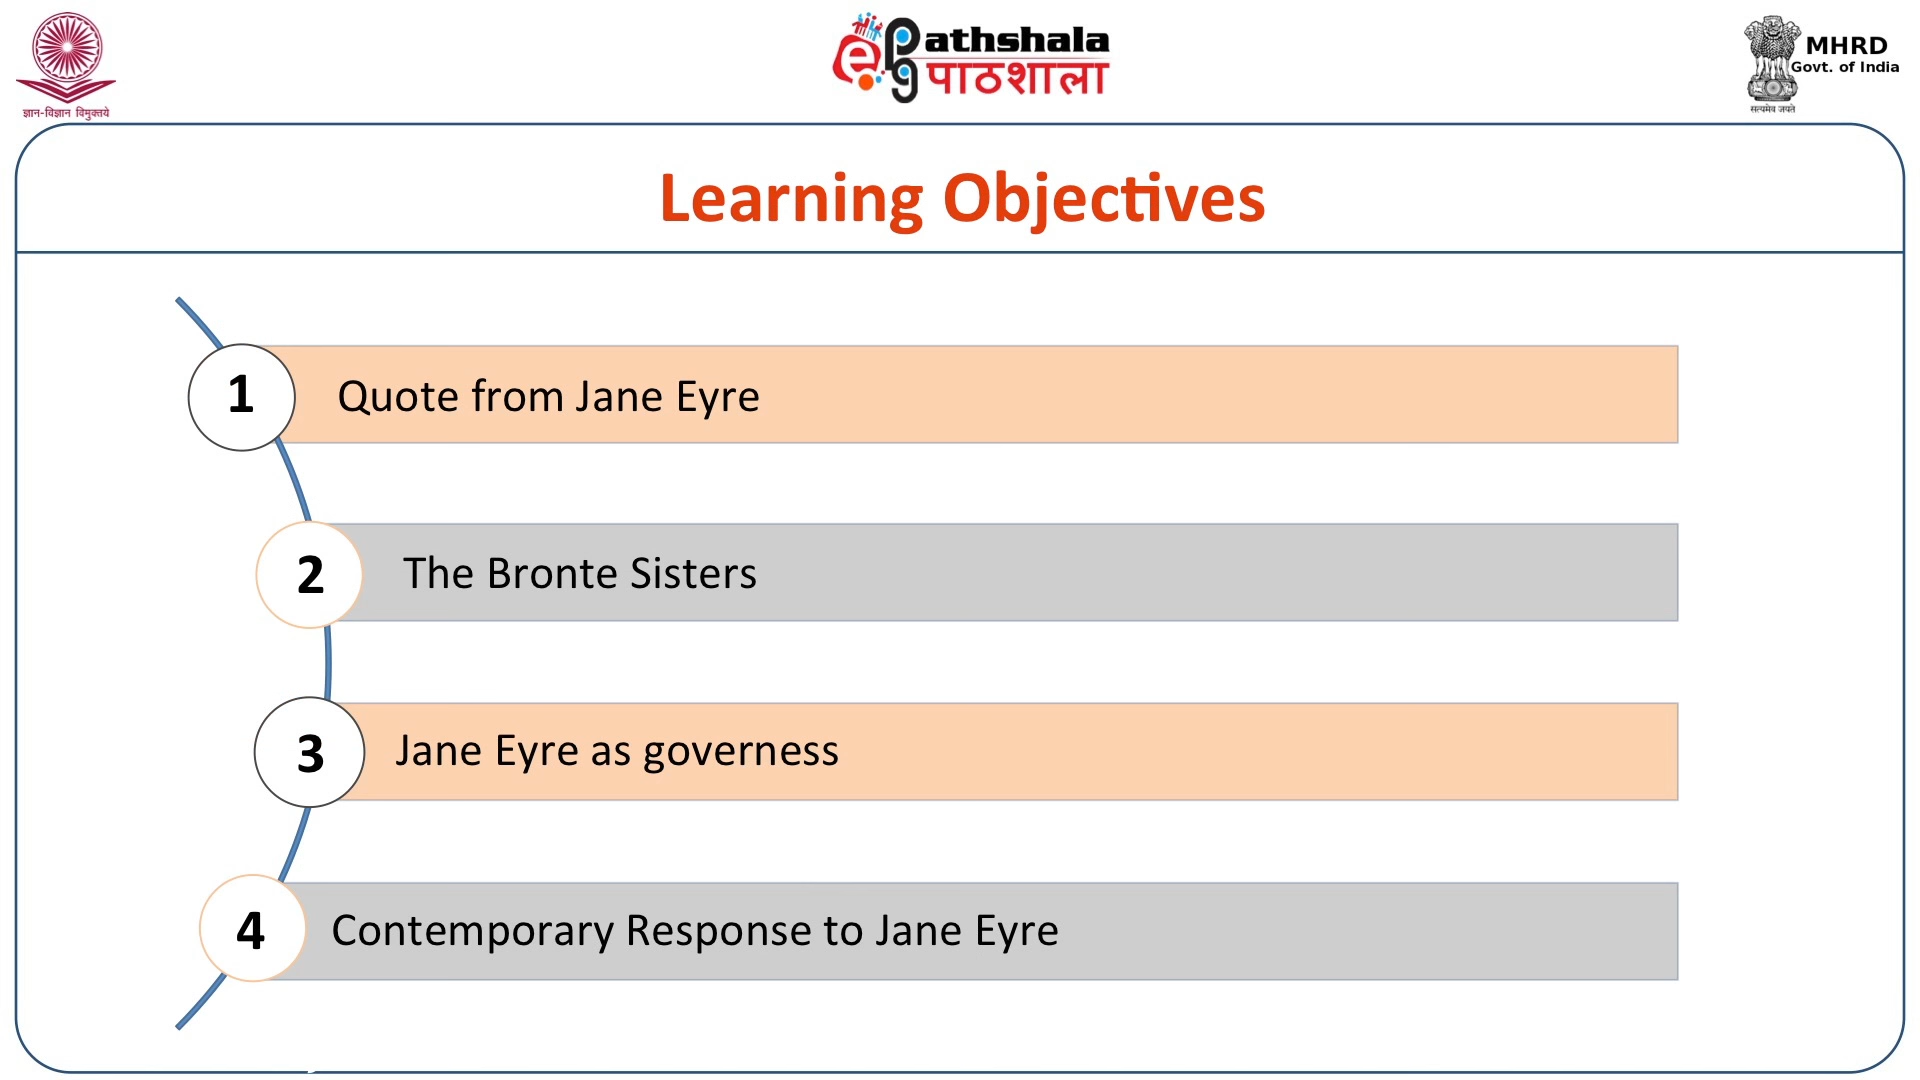 ज्ञान-विज्ञान विमुक्तये
e pg Pathshala
पाठशाला
MHRD
Govt. of India
सत्यमेव जयते
Learning Objectives
1 Quote from Jane Eyre
2 The Bronte Sisters
3 Jane Eyre as governess
4 Contemporary Response to Jane Eyre